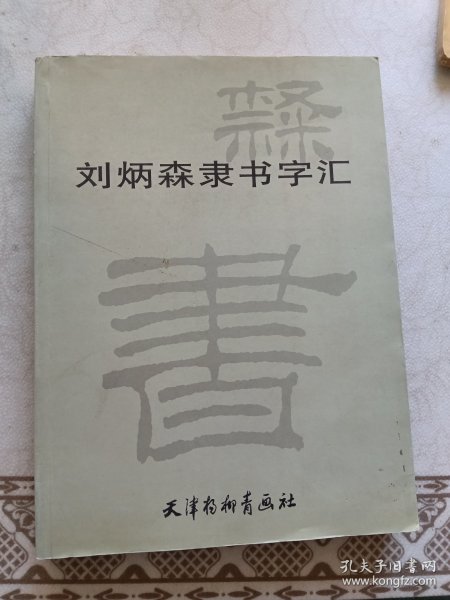 隸
刘炳森隶书字汇
書
天津杨柳青画社
孔夫子旧书网
www.kongfz.com